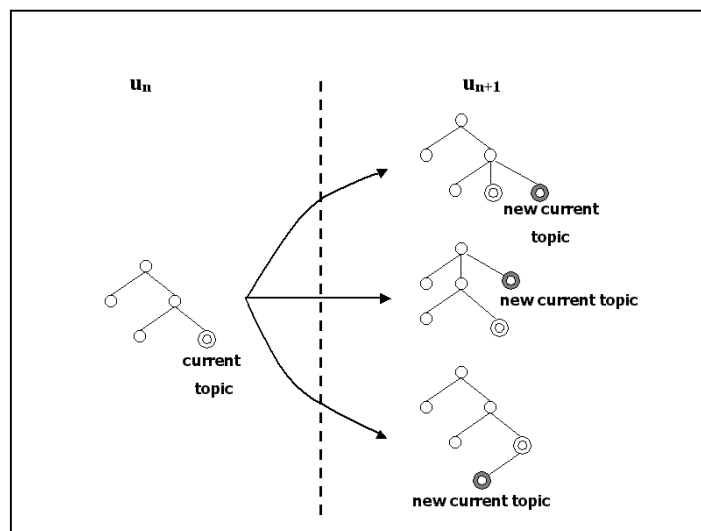 uₙ
uₙ₊₁
new current
topic
new current topic
current
topic
new current topic